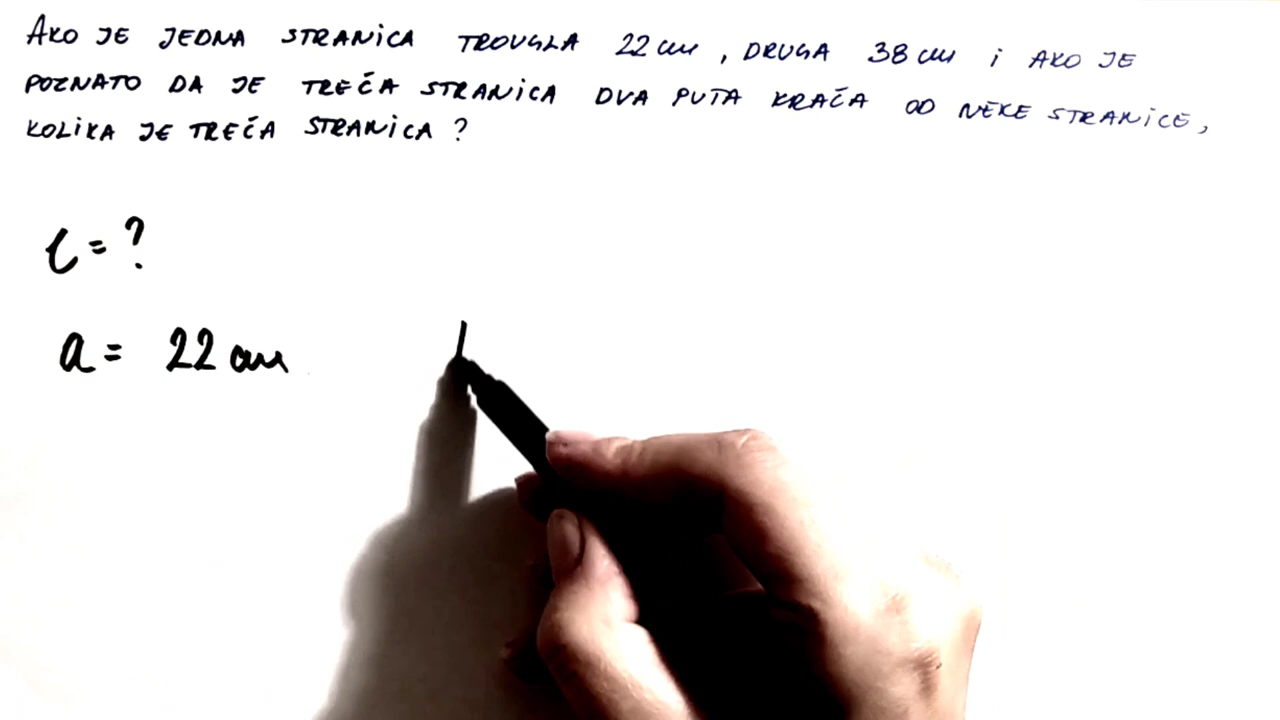 AKO JE JEDNA STRANICA TROUGLA 22 cm, DRUGA 38 cm i AKO JE
POZNATO DA JE TREĆA STRANICA DVA PUTA KRAĆA OD NEKE STRANICE,
KOLIKA JE TREĆA STRANICA ?
c = ?
a = 22 cm